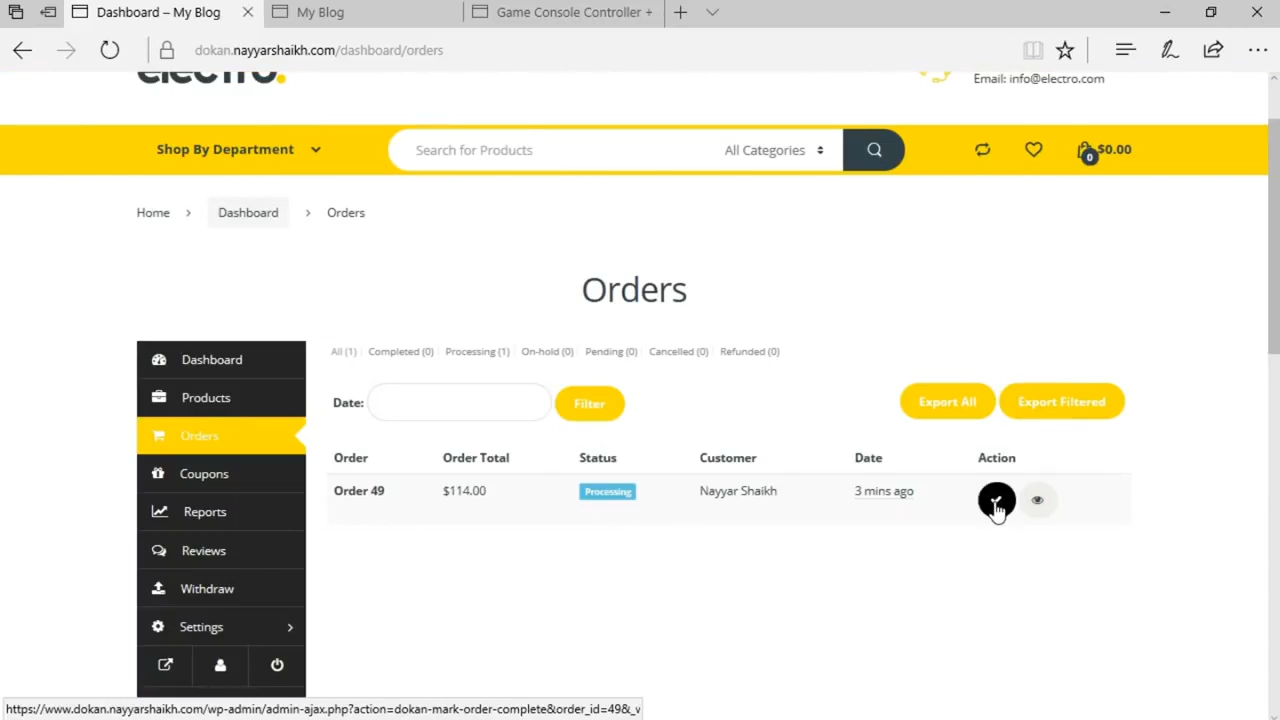 Dashboard – My Blog
My Blog
Game Console Controller +
dokan.nayyarshaikh.com/dashboard/orders
electro.
Email: info@electro.com
Shop By Department
Search for Products
All Categories
0
$0.00
Home
Dashboard
Orders
Orders
All (1)
Completed (0)
Processing (1)
On-hold (0)
Pending (0)
Cancelled (0)
Refunded (0)
Date:
Filter
Export All
Export Filtered
Order
Order Total
Status
Customer
Date
Action
Order 49
$114.00
Processing
Nayyar Shaikh
3 mins ago
Dashboard
Products
Orders
Coupons
Reports
Reviews
Withdraw
Settings
https://www.dokan.nayyarshaikh.com/wp-admin/admin-ajax.php?action=dokan-mark-order-complete&order_id=49&_v